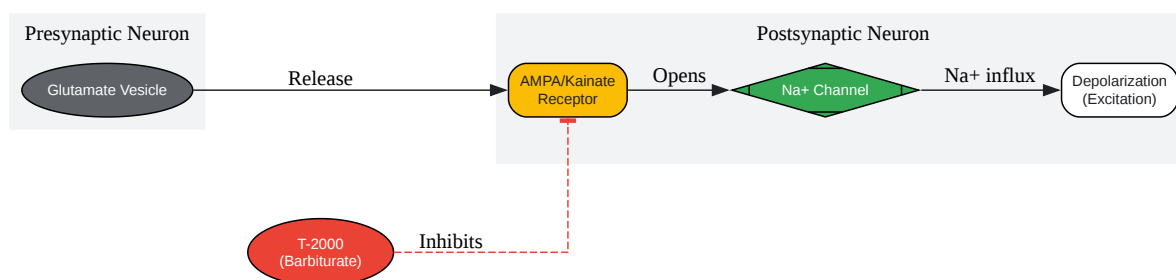 Presynaptic Neuron
Postsynaptic Neuron
Glutamate Vesicle
Release
AMPA/Kainate
Receptor
Opens
Na+ Channel
Na+ influx
Depolarization
(Excitation)
T-2000
(Barbiturate)
Inhibits